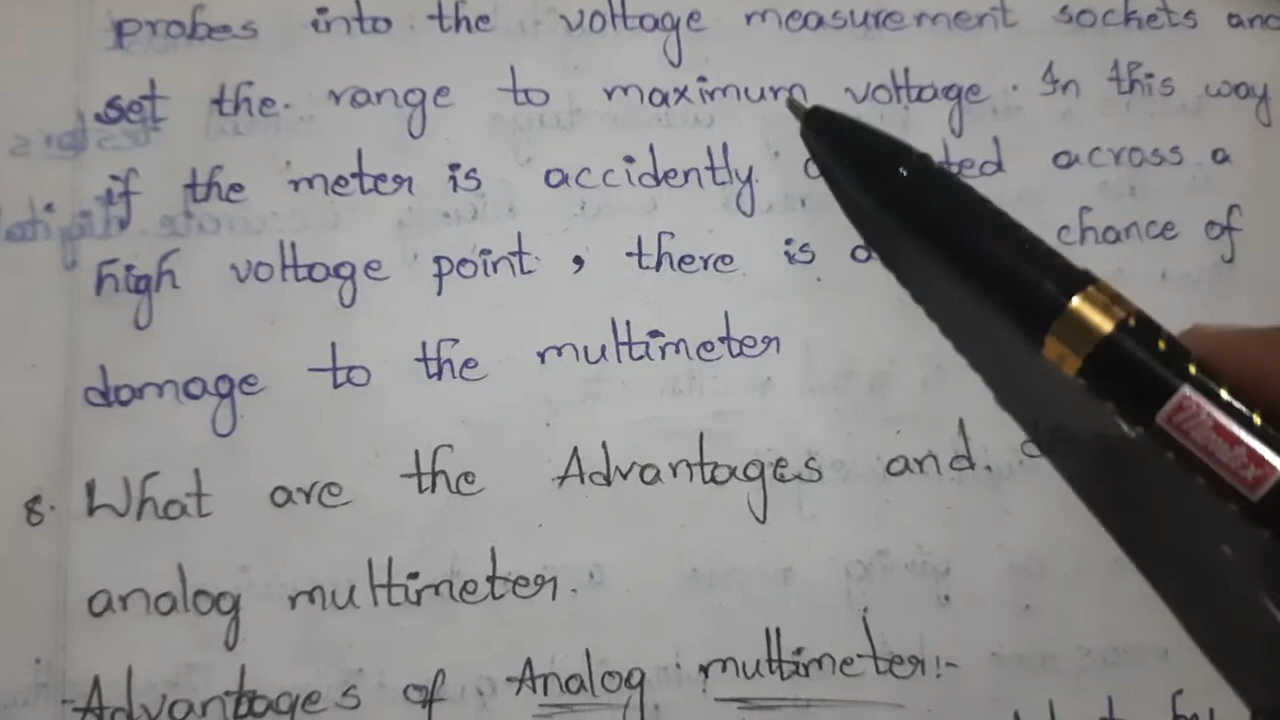 probes into the voltage measurement sockets and
set the range to maximum voltage. In this way
if the meter is accidently across a
high voltage point, there is chance of
damage to the multimeter
8. What are the Advantages and.
analog multimeter.
Advantages of Analog multimeter:-